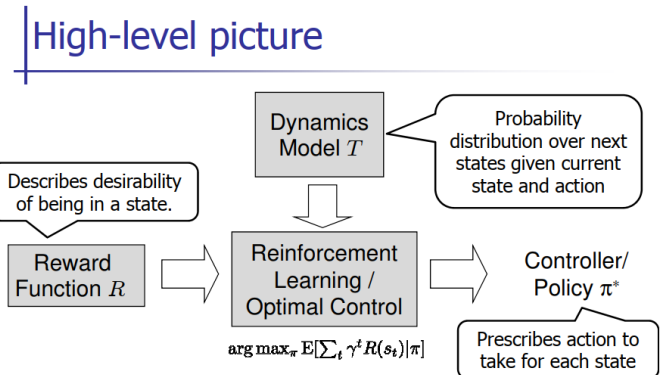 High-level picture
Dynamics
Model T
Probability
distribution over next
states given current
state and action
Describes desirability
of being in a state.
Reward
Function R
Reinforcement
Learning /
Optimal Control
Controller/
Policy π*
arg max_π E[∑_t γ^t R(s_t)|π]
Prescribes action to
take for each state